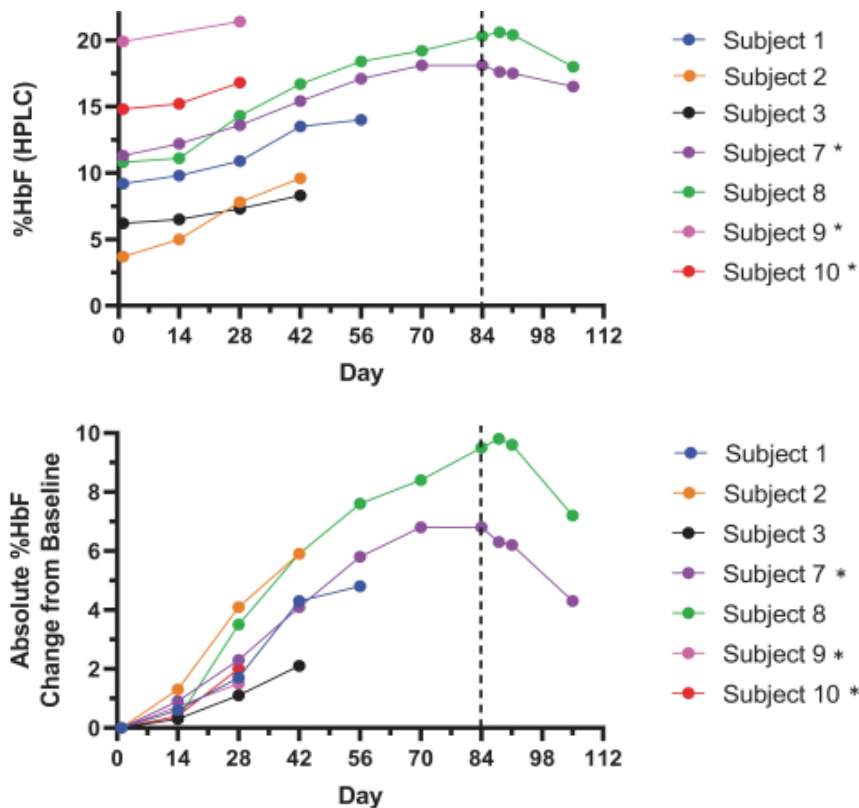 %HbF (HPLC)
20
15
10
5
0
0 14 28 42 56 70 84 98 112
Day
Subject 1
Subject 2
Subject 3
Subject 7 *
Subject 8
Subject 9 *
Subject 10 *
Absolute %HbF
Change from Baseline
10
8
6
4
2
0
0 14 28 42 56 70 84 98 112
Day
Subject 1
Subject 2
Subject 3
Subject 7 *
Subject 8
Subject 9 *
Subject 10 *